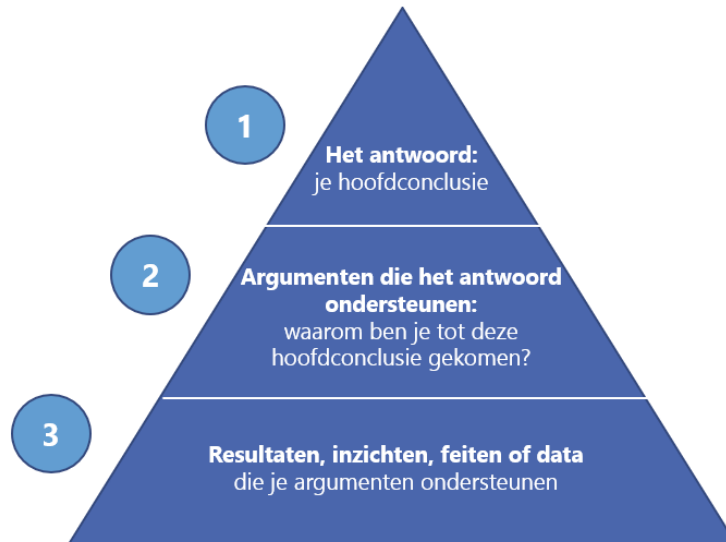 1
Het antwoord:
je hoofdconclusie
2
Argumenten die het antwoord
ondersteunen:
waarom ben je tot deze
hoofdconclusie gekomen?
3
Resultaten, inzichten, feiten of data
die je argumenten ondersteunen